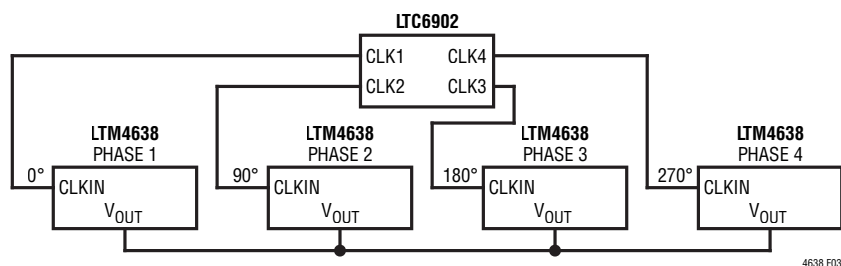 LTC6902
CLK1 CLK4
CLK2 CLK3
LTM4638 LTM4638 LTM4638 LTM4638
PHASE 1 PHASE 2 PHASE 3 PHASE 4
0° 90° 180° 270°
CLKIN CLKIN CLKIN CLKIN
VOUT VOUT VOUT VOUT
4638 F03